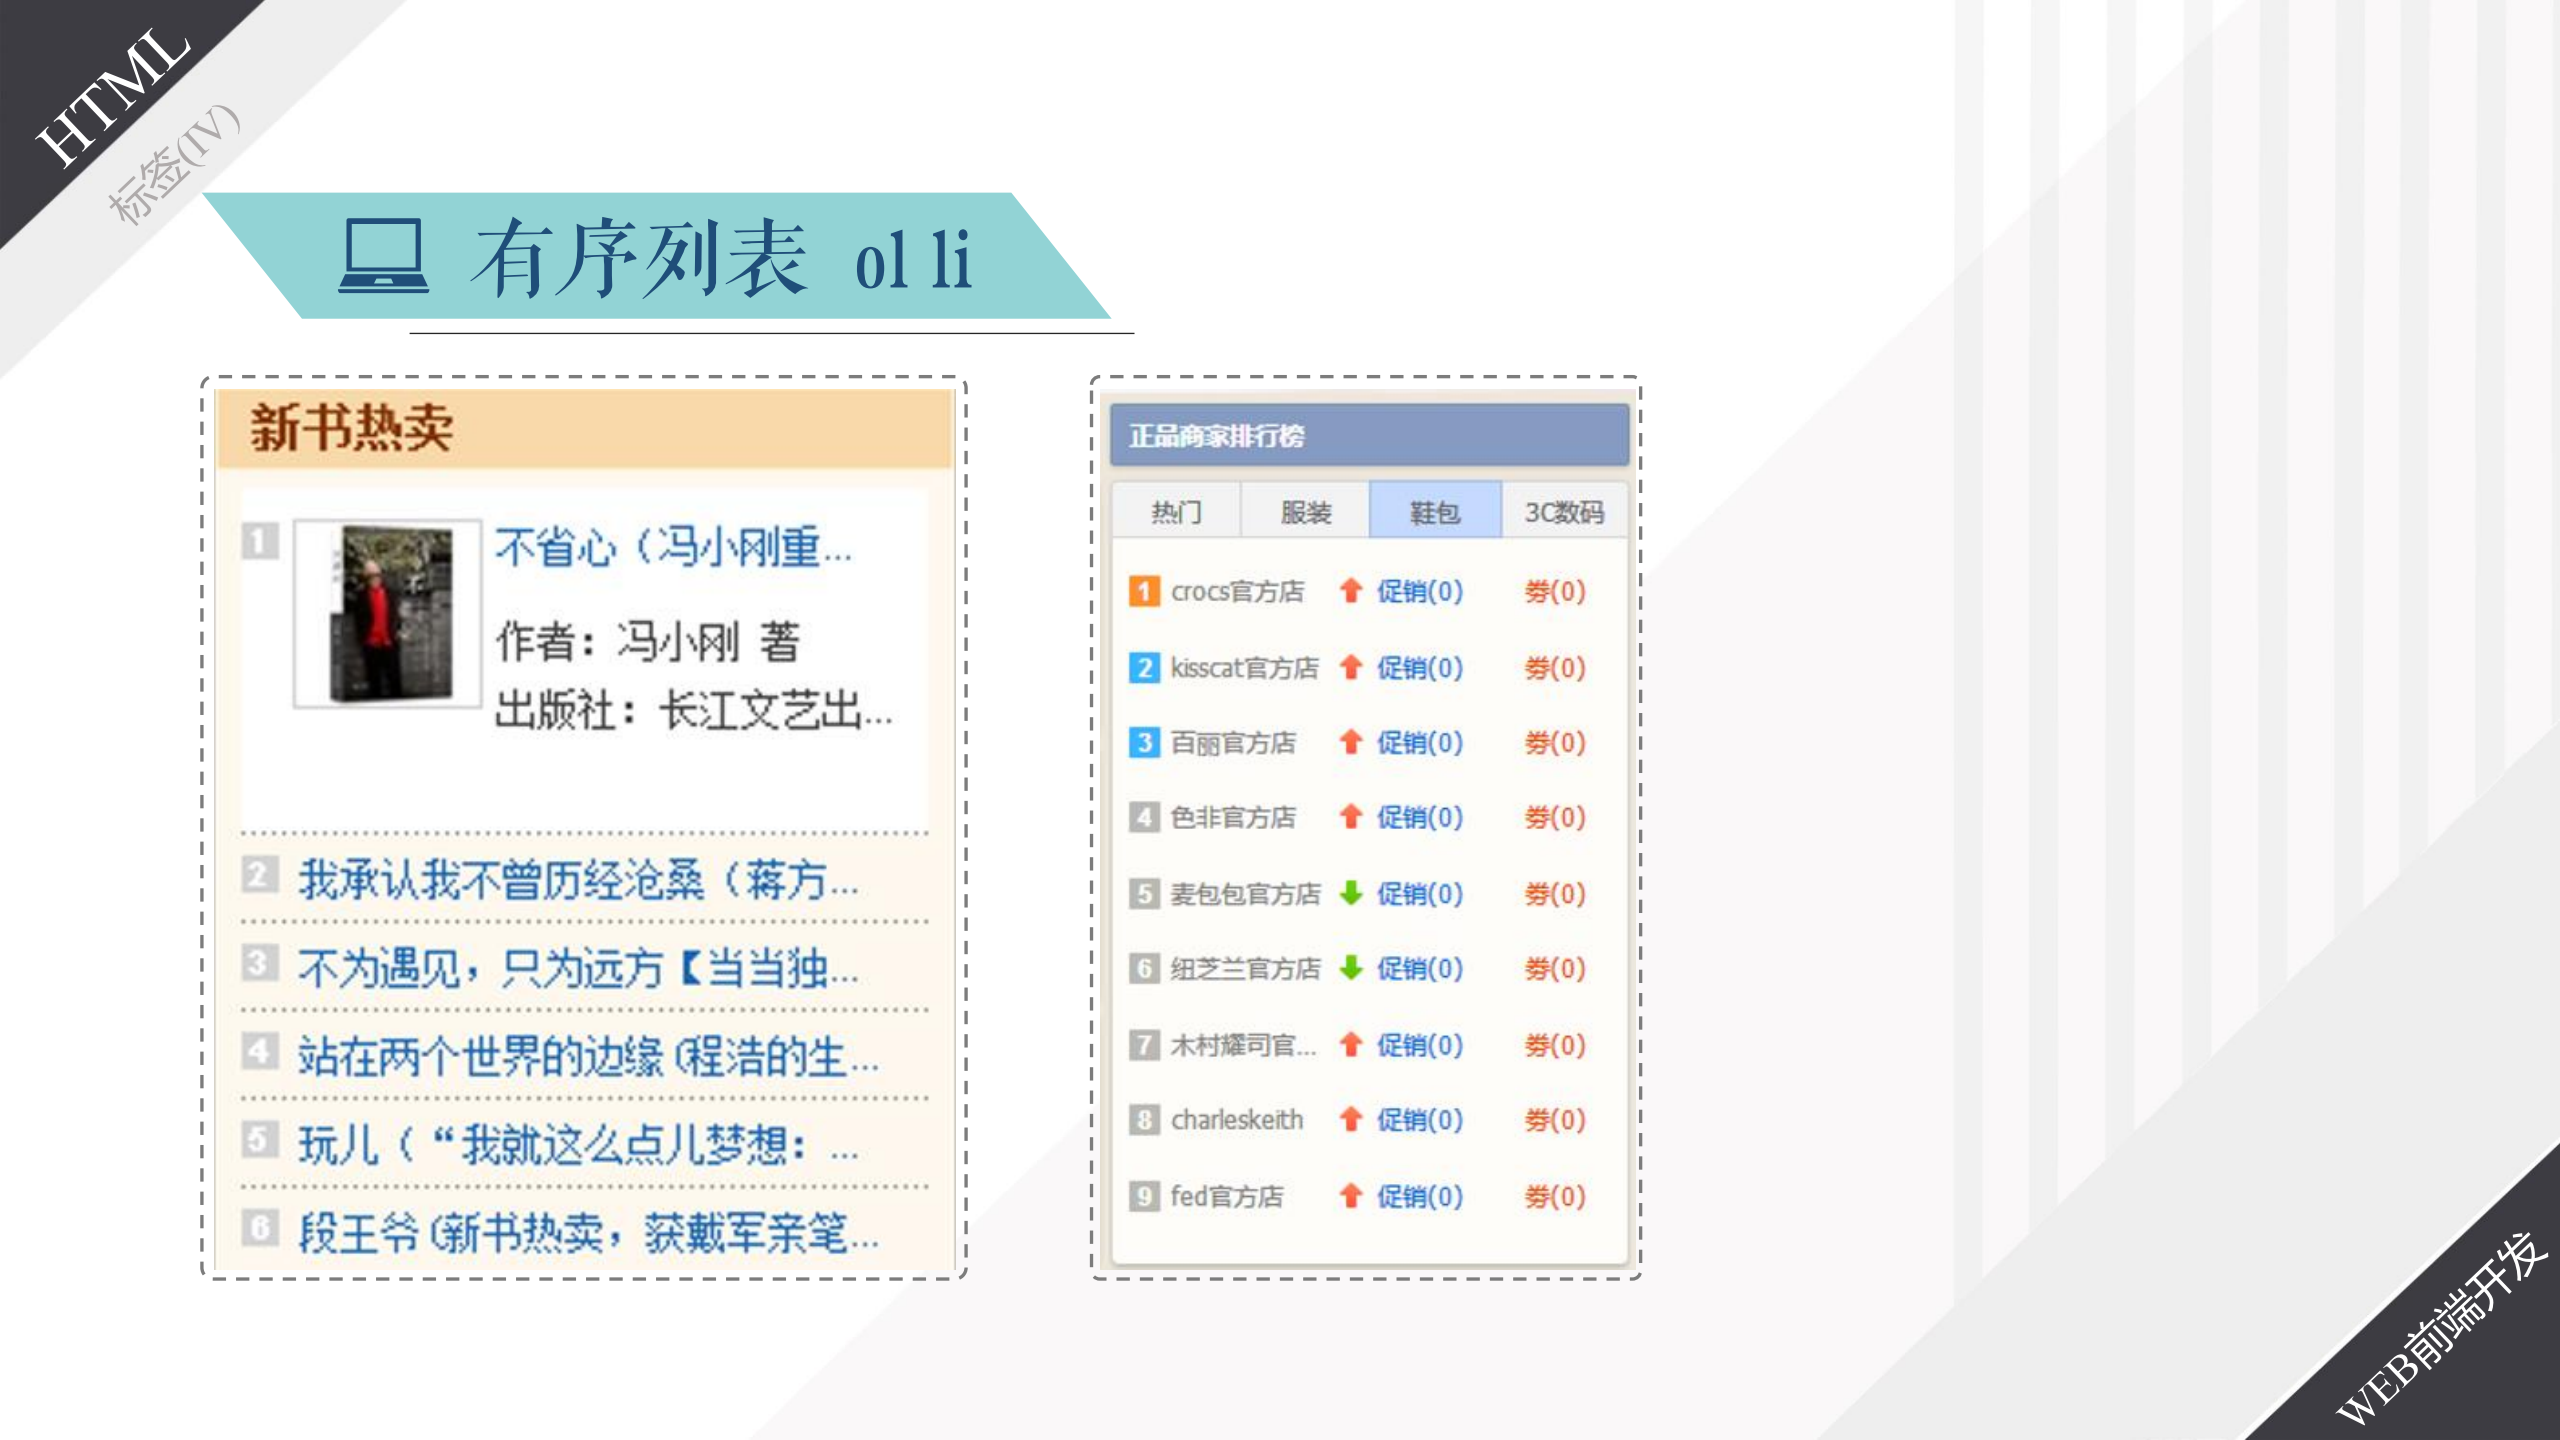 HTML
标签(IV)
有序列表 ol li
新书热卖
1
不省心（冯小刚重...
作者：冯小刚 著
出版社：长江文艺出...
2 我承认我不曾历经沧桑（蒋方...
3 不为遇见，只为远方【当当独...
4 站在两个世界的边缘(程浩的生...
5 玩儿（“我就这么点儿梦想：...
6 段王爷(新书热卖，获戴军亲笔...
正品商家排行榜
热门 服装 鞋包 3C数码
1 crocs官方店 促销(0) 劵(0)
2 kisscat官方店 促销(0) 劵(0)
3 百丽官方店 促销(0) 劵(0)
4 色非官方店 促销(0) 劵(0)
5 麦包包官方店 促销(0) 劵(0)
6 纽芝兰官方店 促销(0) 劵(0)
7 木村耀司官... 促销(0) 劵(0)
8 charleskeith 促销(0) 劵(0)
9 fed官方店 促销(0) 劵(0)
WEB前端开发